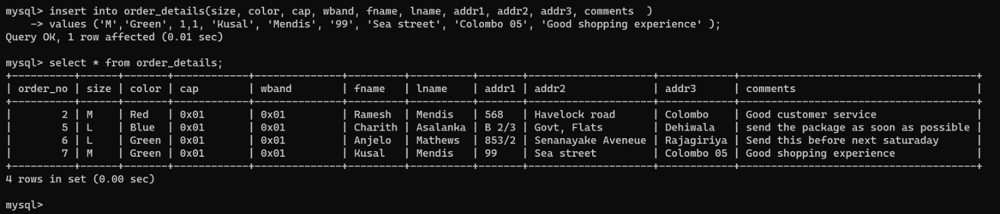 mysql> insert into order_details(size, color, cap, wband, fname, lname, addr1, addr2, addr3, comments  )
    -> values ('M','Green', 1,1, 'Kusal', 'Mendis', '99', 'Sea street', 'Colombo 05', 'Good shopping experience' );
Query OK, 1 row affected (0.01 sec)

mysql> select * from order_details;
+----------+------+-------+------------+--------------+---------+----------+-------+--------------------+------------+--------------------------------------+
| order_no | size | color | cap        | wband        | fname   | lname    | addr1 | addr2              | addr3      | comments                             |
+----------+------+-------+------------+--------------+---------+----------+-------+--------------------+------------+--------------------------------------+
|        2 | M    | Red   | 0x01       | 0x01         | Ramesh  | Mendis   | 568   | Havelock road      | Colombo    | Good customer service                |
|        5 | L    | Blue  | 0x01       | 0x01         | Charith | Asalanka | B 2/3 | Govt, Flats        | Dehiwala   | send the package as soon as possible |
|        6 | L    | Green | 0x01       | 0x01         | Anjelo  | Mathews  | 853/2 | Senanayake Aveneue | Rajagiriya | Send this before next saturaday      |
|        7 | M    | Green | 0x01       | 0x01         | Kusal   | Mendis   | 99    | Sea street         | Colombo 05 | Good shopping experience             |
+----------+------+-------+------------+--------------+---------+----------+-------+--------------------+------------+--------------------------------------+
4 rows in set (0.00 sec)

mysql>